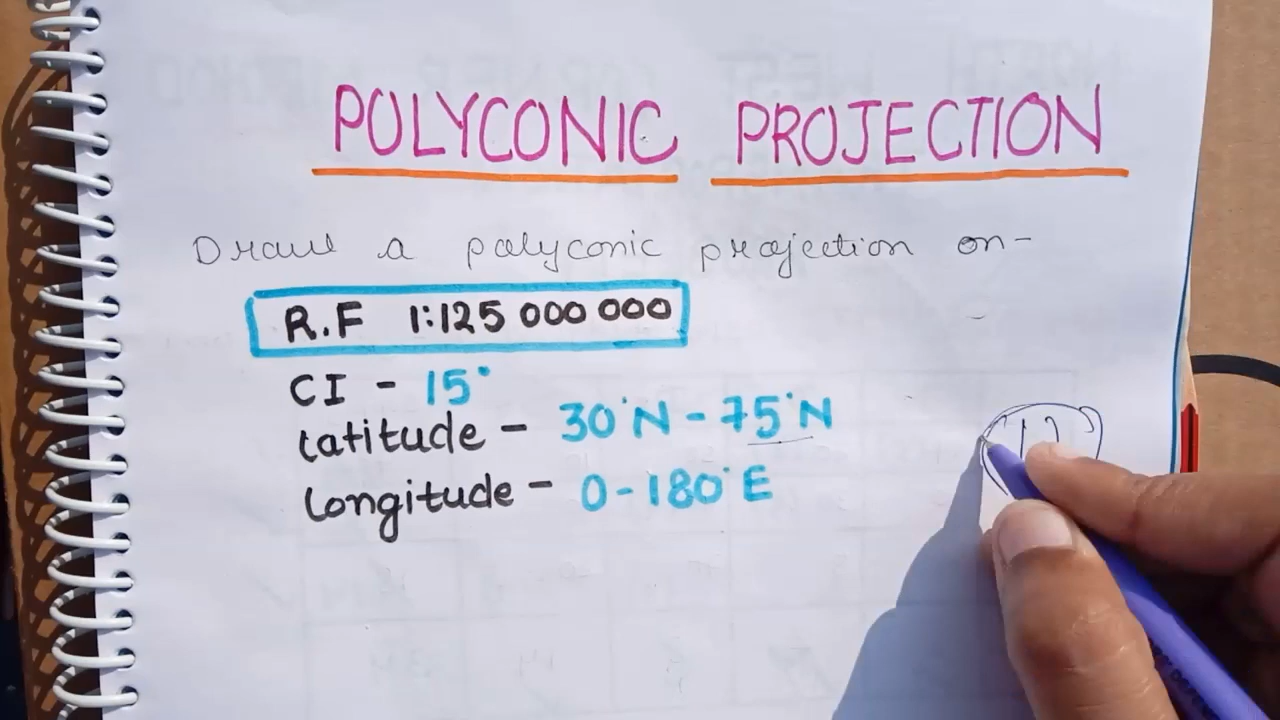 POLYCONIC PROJECTION
Draw a polyconic projection on-
R.F 1:125 000 000
CI - 15°
Latitude - 30°N - 75°N
Longitude - 0 - 180°E